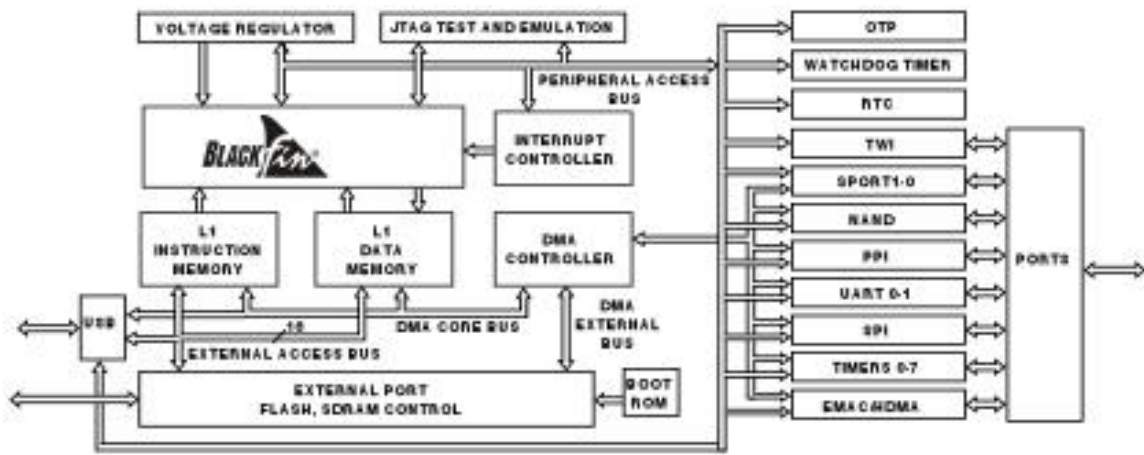 VOLTAGE REGULATOR
JTAG TEST AND EMULATION
PERIPHERAL ACCESS
BUS
BLACKfin®
INTERRUPT
CONTROLLER
L1
INSTRUCTION
MEMORY
L1
DATA
MEMORY
DMA
CONTROLLER
USB
16
DMA CORE BUS
EXTERNAL ACCESS BUS
DMA
EXTERNAL
BUS
EXTERNAL PORT
FLASH, SDRAM CONTROL
BOOT
ROM
OTP
WATCHDOG TIMER
RTC
TWI
SPORT1-0
NAND
PPI
UART 0-1
SPI
TIMERS 0-7
EMAC/HDMA
PORTS